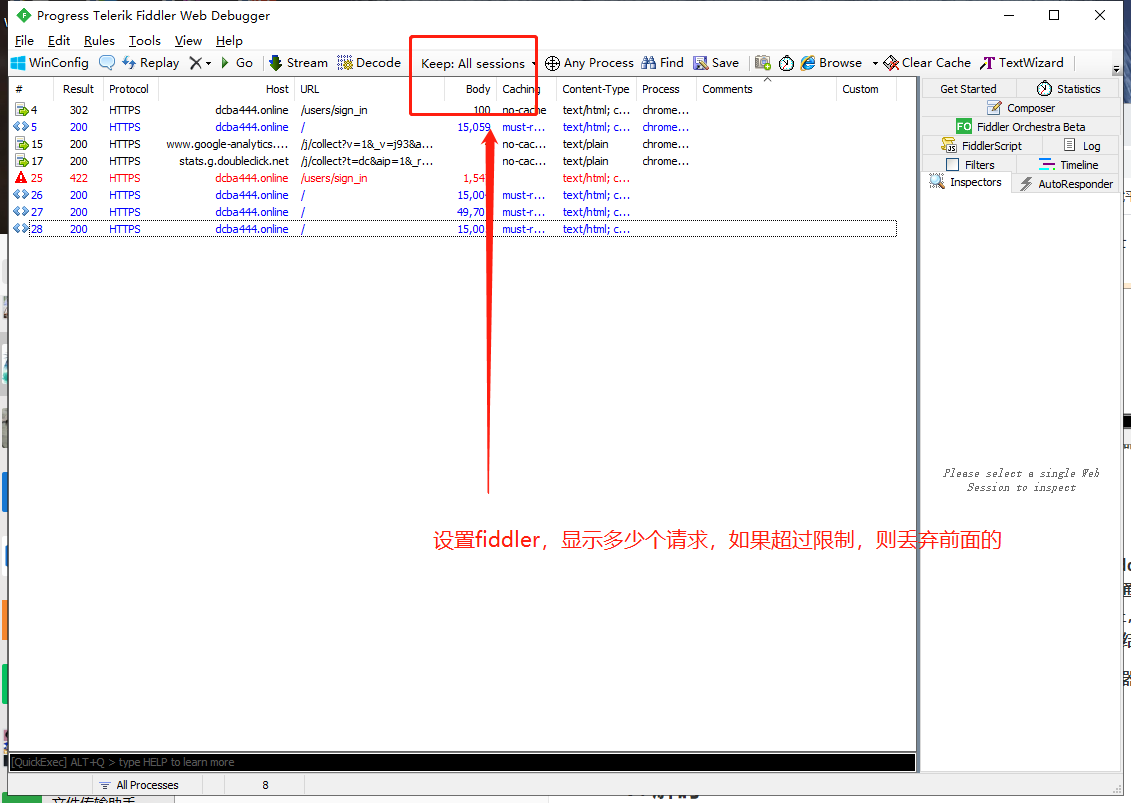 Progress Telerik Fiddler Web Debugger
File Edit Rules Tools View Help
WinConfig Replay Go Stream Decode Keep: All sessions Any Process Find Save Browse Clear Cache TextWizard
# Result Protocol Host URL Body Caching Content-Type Process Comments Custom
4 302 HTTPS dcba444.online /users/sign_in 100 no-cache text/html; c... chrome...
5 200 HTTPS dcba444.online / 15,059 must-r... text/html; c... chrome...
15 200 HTTPS www.google-analytics.... /j/collect?v=1&_v=j93&a... no-cac... text/plain chrome...
17 200 HTTPS stats.g.doubleclick.net /j/collect?t=dc&aip=1&_r... no-cac... text/plain chrome...
25 422 HTTPS dcba444.online /users/sign_in 1,54 no-cac... text/html; c...
26 200 HTTPS dcba444.online / 15,00 must-r... text/html; c...
27 200 HTTPS dcba444.online / 49,70 must-r... text/html; c...
28 200 HTTPS dcba444.online / 15,00 must-r... text/html; c...
Get Started Statistics
Composer
FO Fiddler Orchestra Beta
FiddlerScript Log
Filters Timeline
Inspectors AutoResponder
Please select a single Web
Session to inspect
设置fiddler，显示多少个请求，如果超过限制，则丢弃前面的
[QuickExec] ALT+Q > type HELP to learn more
All Processes 8
文件传输助手